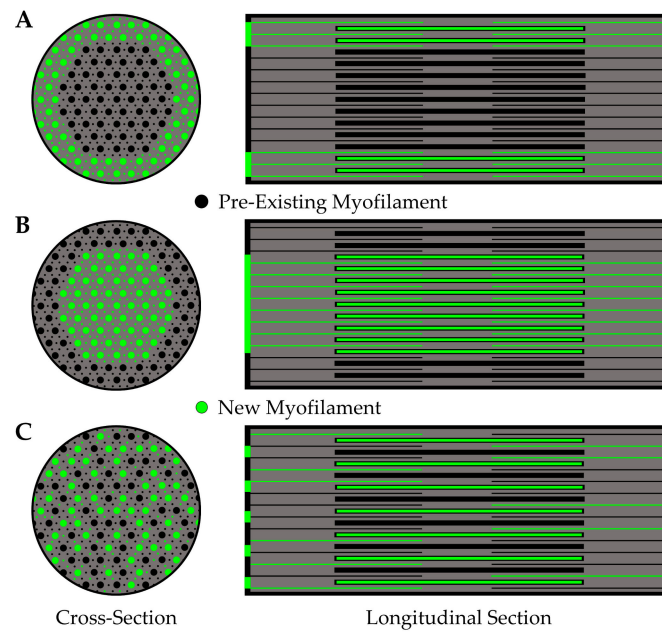 A
Pre-Existing Myofilament
B
New Myofilament
C
Cross-Section
Longitudinal Section